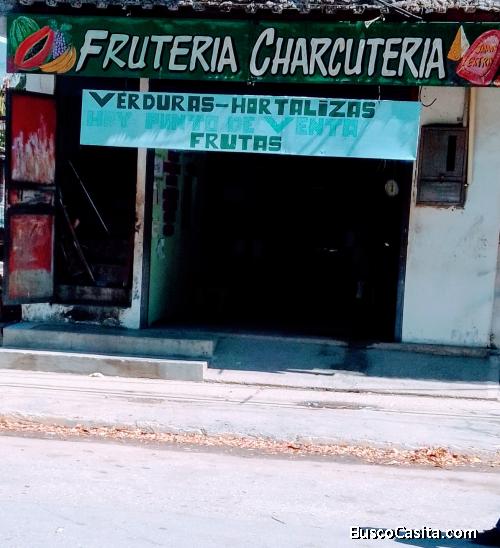 FRUTERIA CHARCUTERIA
VERDURAS-HORTALIZAS
HAY PUNTO DE VENTA
FRUTAS
BuscoCasita.com